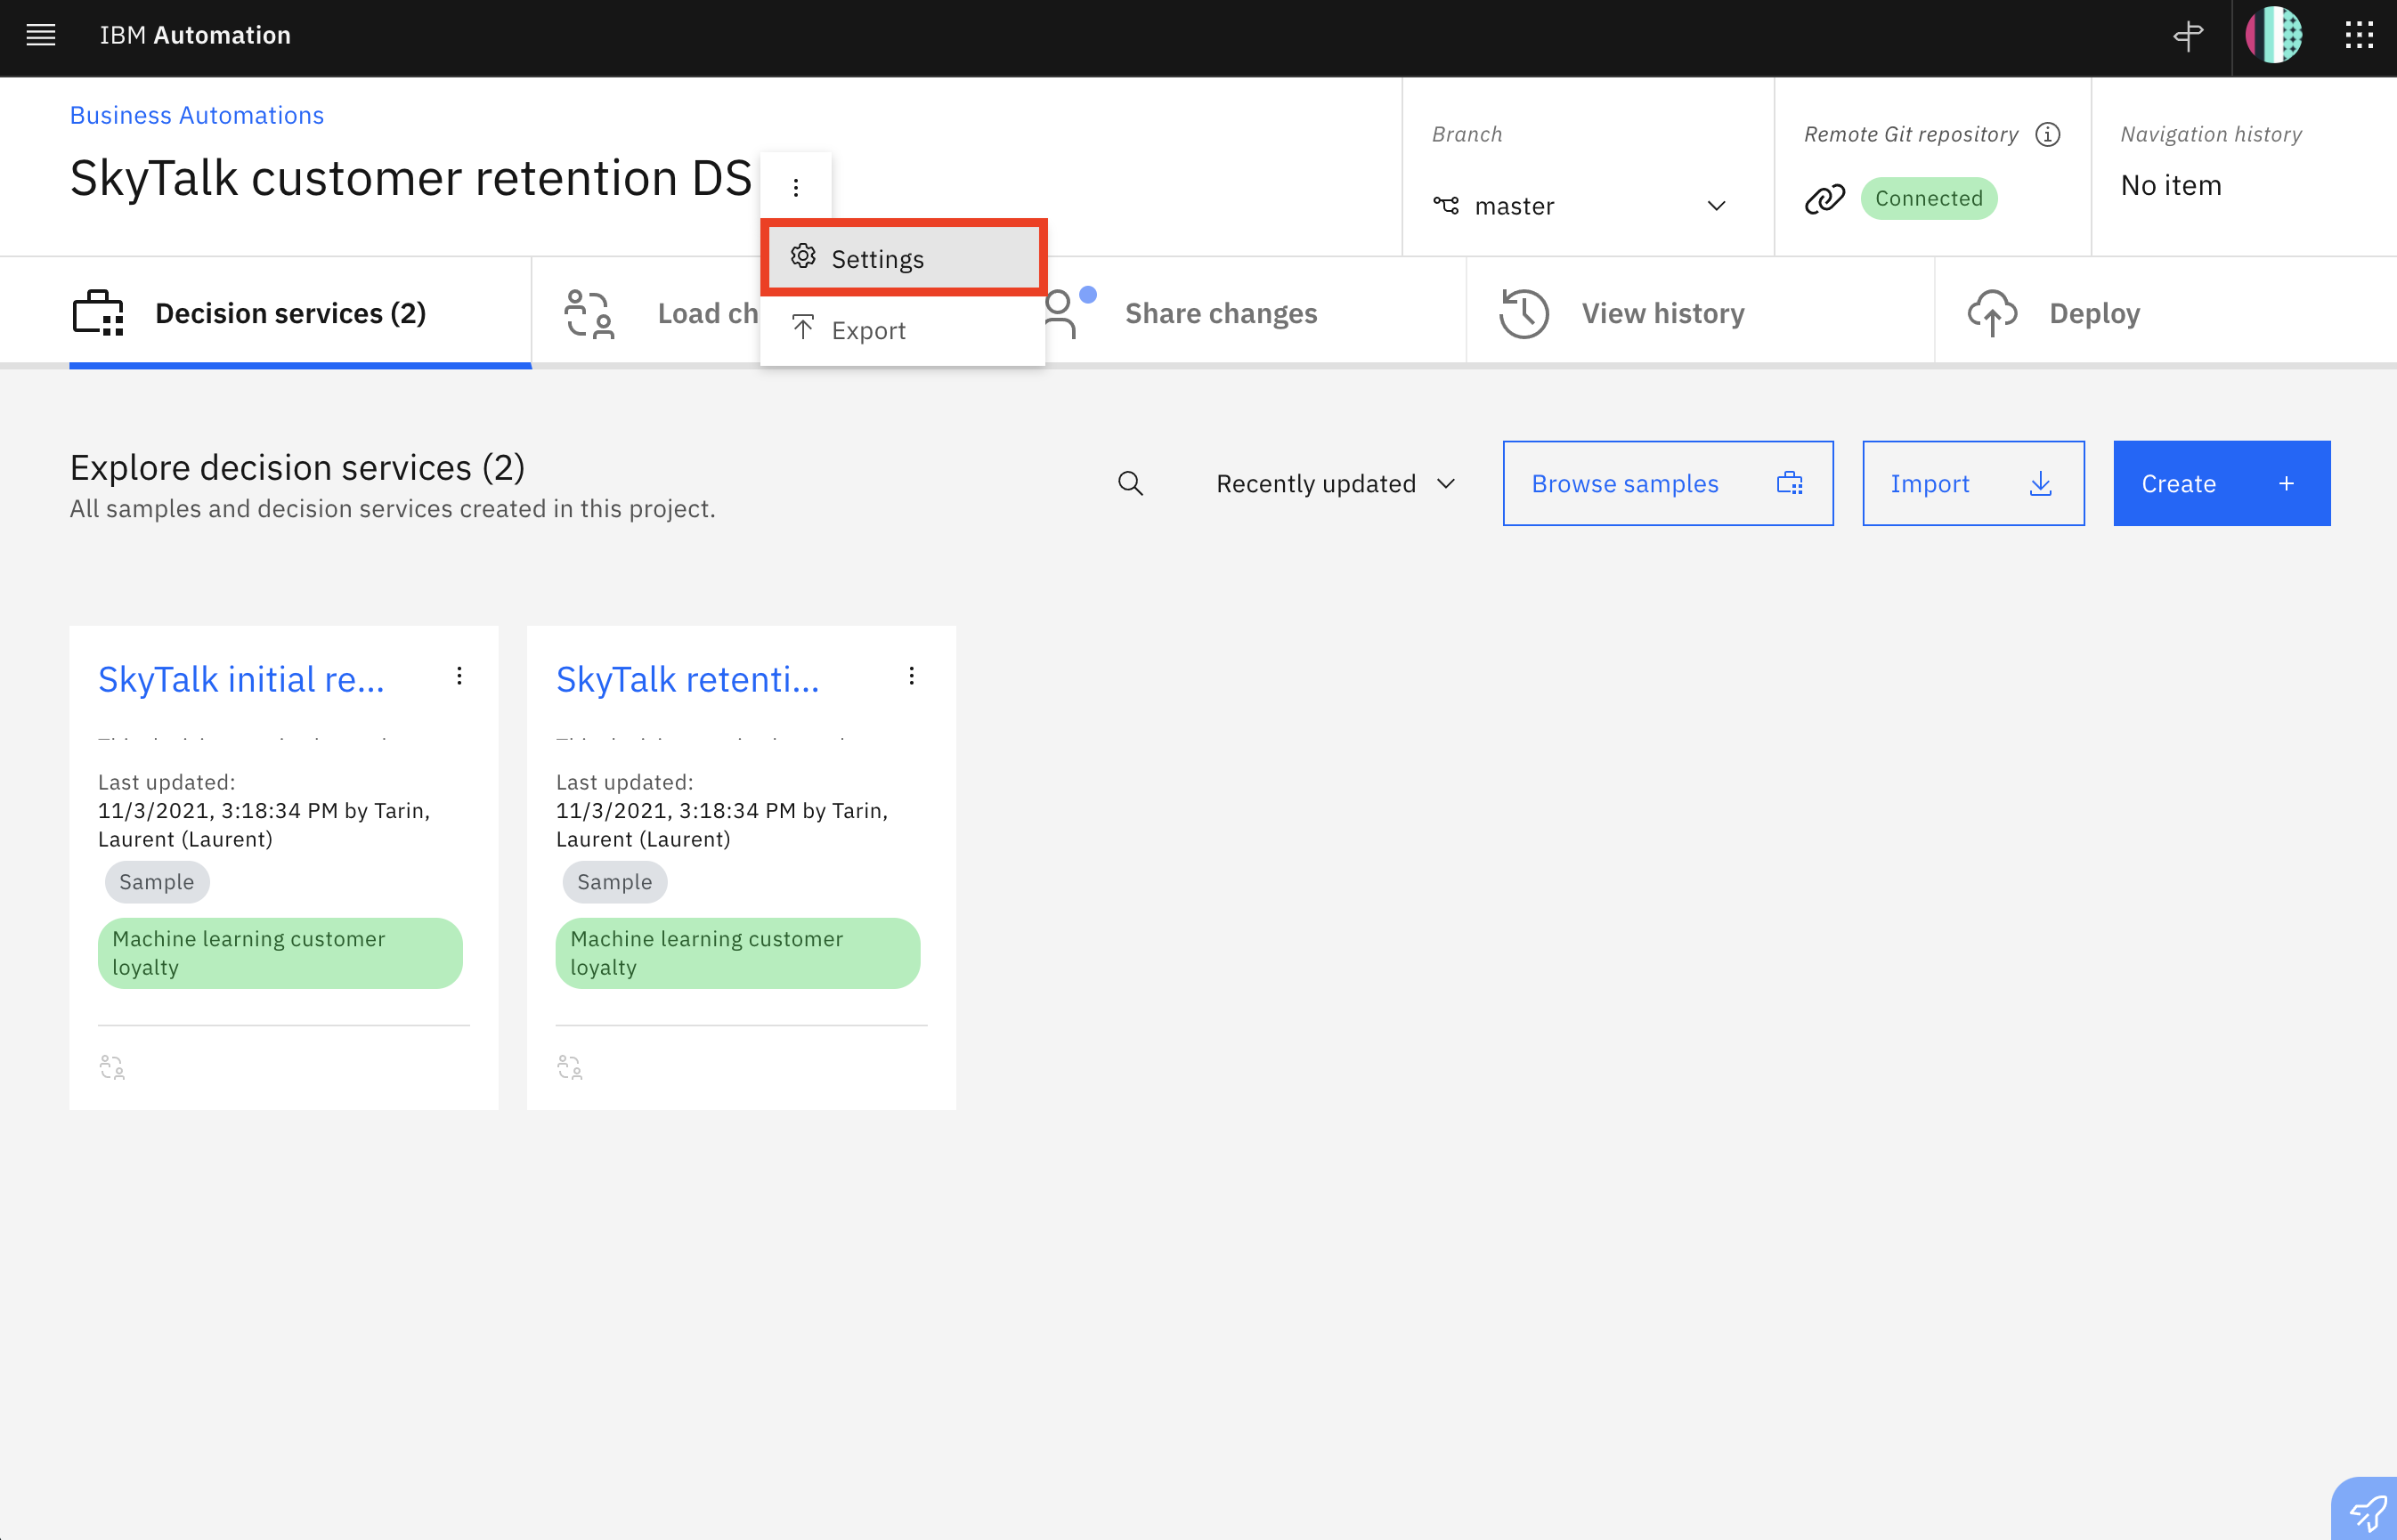 IBM Automation
Business Automations
SkyTalk customer retention DS
Branch
master
Remote Git repository
Connected
Navigation history
No item
Settings
Export
Decision services (2)
Load ch
Share changes
View history
Deploy
Explore decision services (2)
All samples and decision services created in this project.
Recently updated
Browse samples
Import
Create
SkyTalk initial re...
Last updated:
11/3/2021, 3:18:34 PM by Tarin,
Laurent (Laurent)
Sample
Machine learning customer
loyalty
SkyTalk retenti...
Last updated:
11/3/2021, 3:18:34 PM by Tarin,
Laurent (Laurent)
Sample
Machine learning customer
loyalty